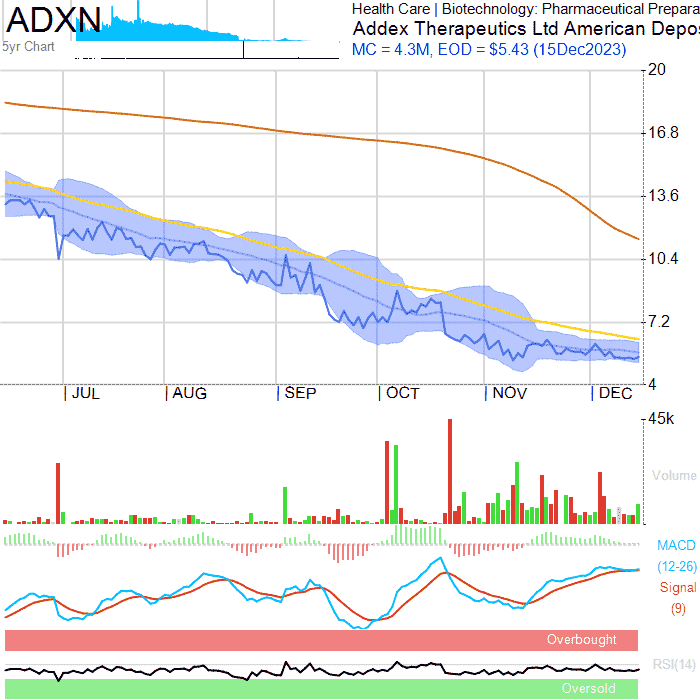 ADXN
5yr Chart
Health Care | Biotechnology: Pharmaceutical Prepara
Addex Therapeutics Ltd American Depos
MC = 4.3M, EOD = $5.43 (15Dec2023)
20
16.8
13.6
10.4
7.2
4
| JUL | AUG | SEP | OCT | NOV | DEC
45k
Volume
MACD
(12-26)
Signal
(9)
Overbought
RSI(14)
Oversold